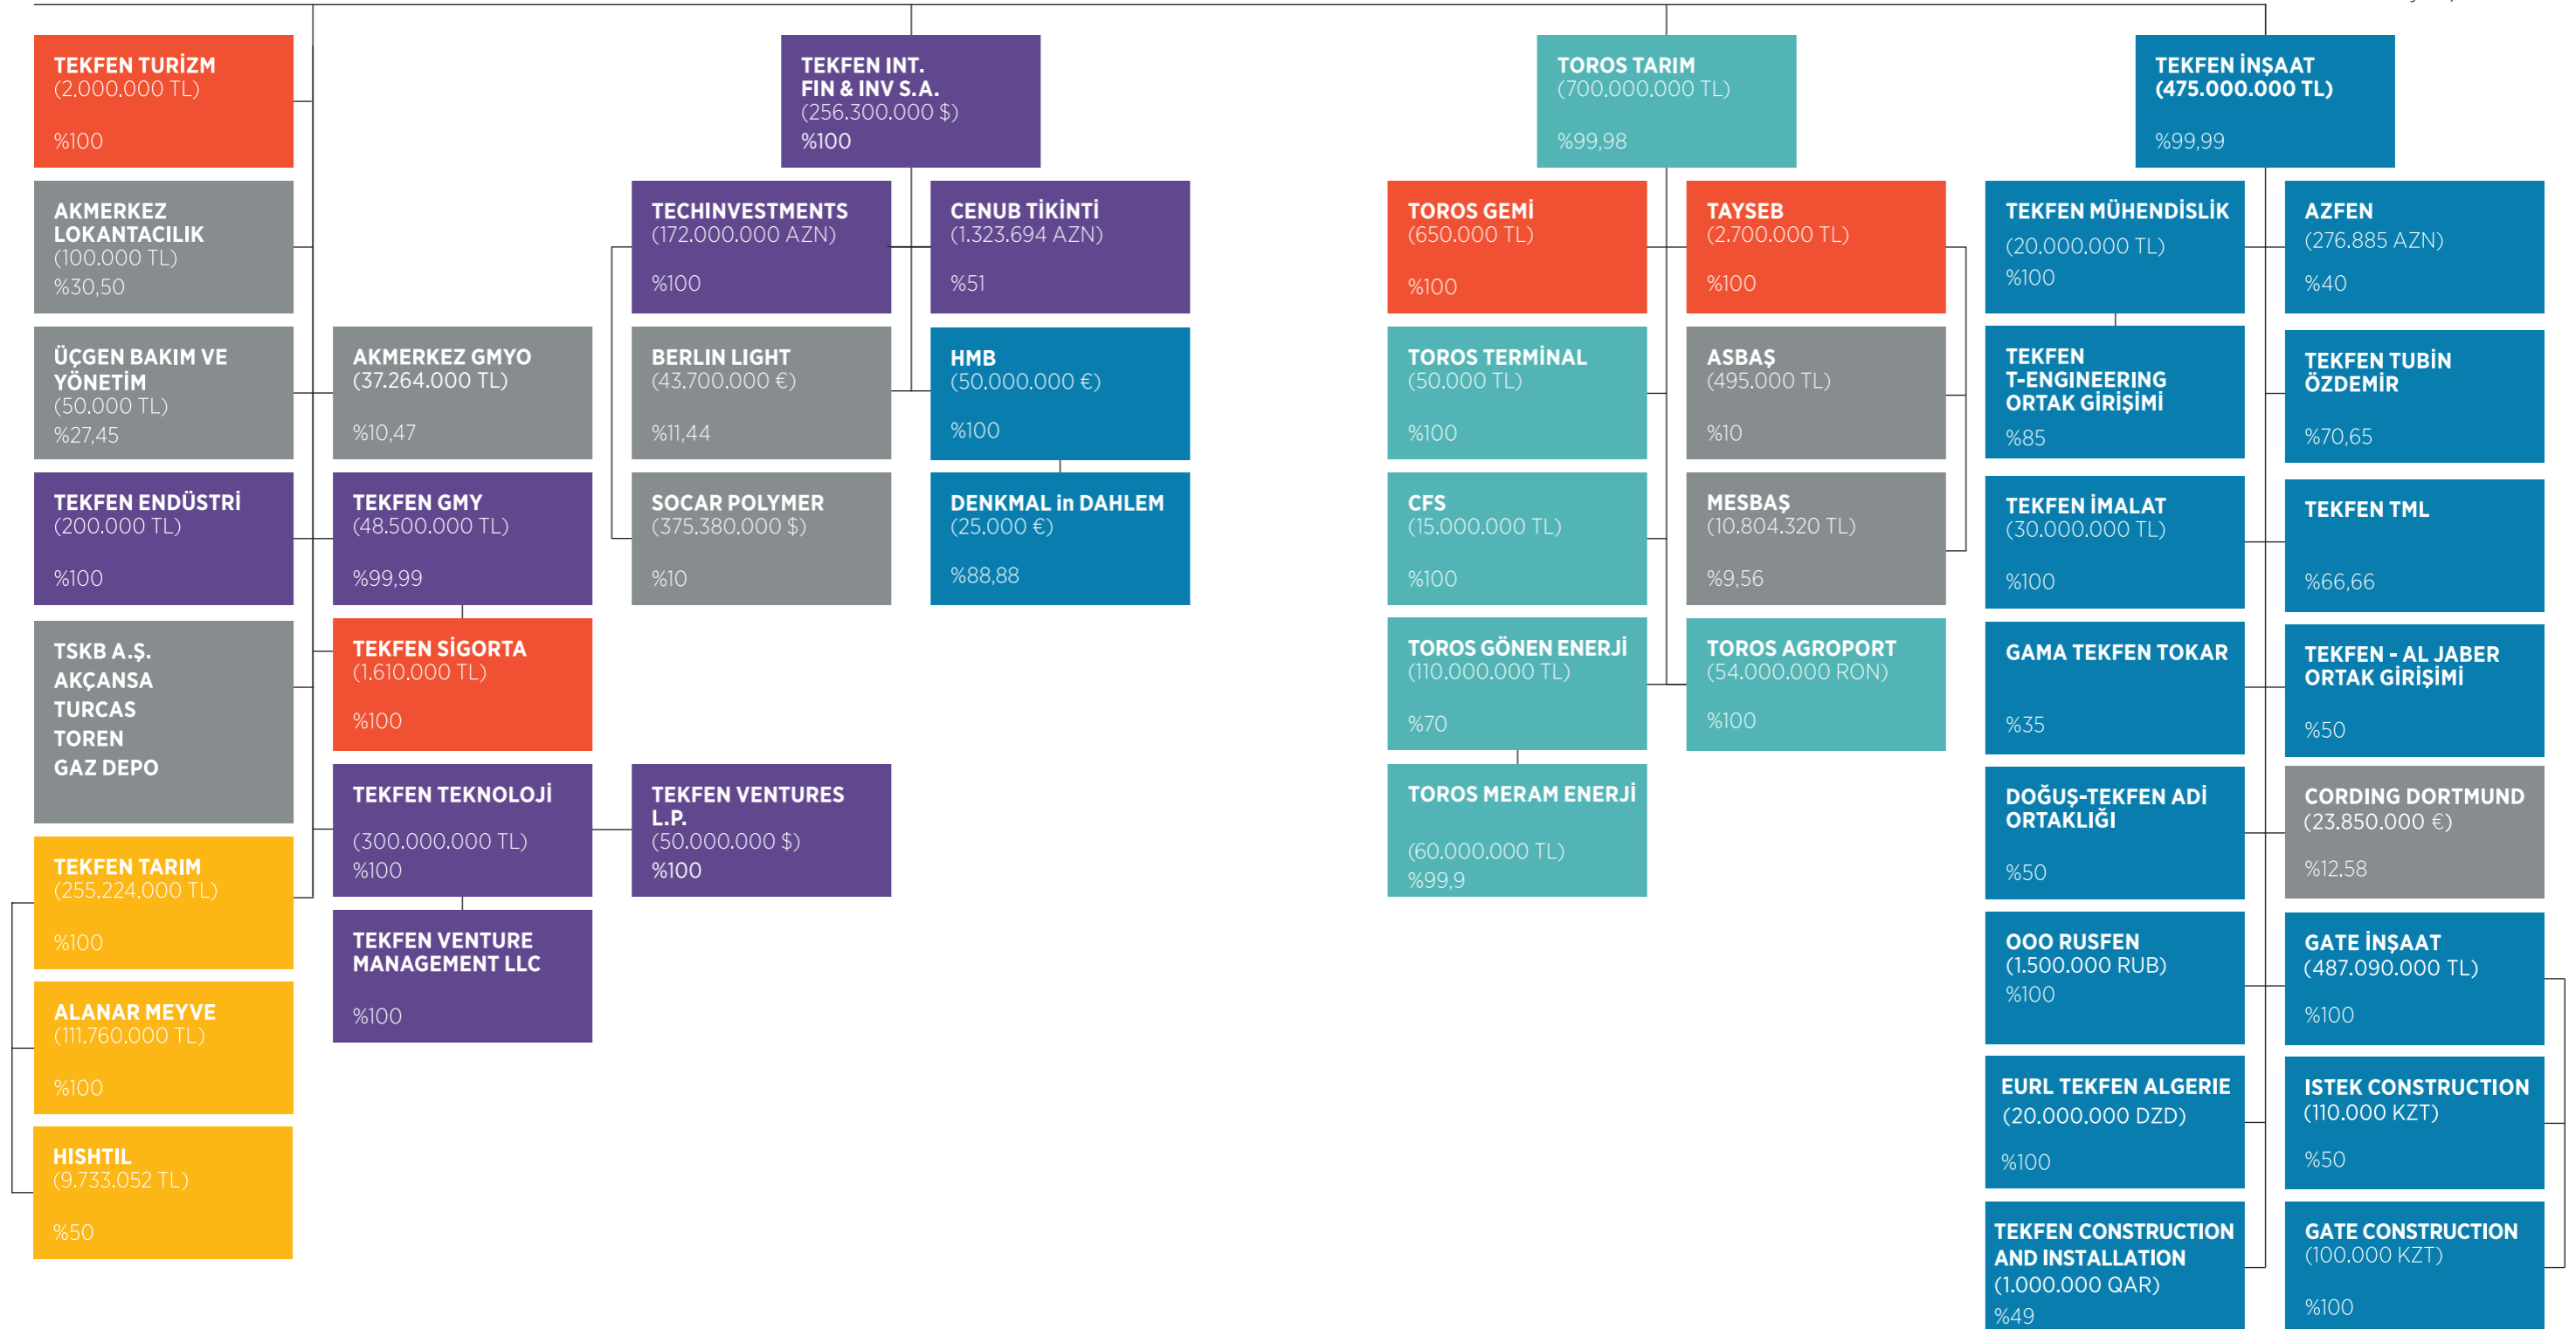 TEKFEN TURİZM
(2.000.000 TL)
%100
AKMERKEZ
LOKANTACILIK
(100.000 TL)
%30,50
ÜÇGEN BAKIM VE
YÖNETİM
(50.000 TL)
%27,45
TEKFEN ENDÜSTRİ
(200.000 TL)
%100
TSKB A.Ş.
AKÇANSA
TURCAS
TOREN
GAZ DEPO
TEKFEN TARIM
(255.224.000 TL)
%100
ALANAR MEYVE
(111.760.000 TL)
%100
HISHTIL
(9.733.052 TL)
%50
AKMERKEZ GMYO
(37.264.000 TL)
%10,47
TEKFEN GMY
(48.500.000 TL)
%99,99
TEKFEN SİGORTA
(1.610.000 TL)
%100
TEKFEN TEKNOLOJİ
(300.000.000 TL)
%100
TEKFEN VENTURE
MANAGEMENT LLC
%100
TEKFEN VENTURES
L.P.
(50.000.000 $)
%100
TEKFEN INT.
FIN & INV S.A.
(256.300.000 $)
%100
TECHINVESTMENTS
(172.000.000 AZN)
%100
CENUB TİKİNTİ
(1.323.694 AZN)
%51
BERLIN LIGHT
(43.700.000 €)
%11,44
HMB
(50.000.000 €)
%100
SOCAR POLYMER
(375.380.000 $)
%10
DENKMAL in DAHLEM
(25.000 €)
%88,88
TOROS TARIM
(700.000.000 TL)
%99,98
TOROS GEMİ
(650.000 TL)
%100
TAYSEB
(2.700.000 TL)
%100
TOROS TERMİNAL
(50.000 TL)
%100
ASBAŞ
(495.000 TL)
%10
CFS
(15.000.000 TL)
%100
MESBAŞ
(10.804.320 TL)
%9,56
TOROS GÖNEN ENERJİ
(110.000.000 TL)
%70
TOROS AGROPORT
(54.000.000 RON)
%100
TOROS MERAM ENERJİ
(60.000.000 TL)
%99,9
TEKFEN İNŞAAT
(475.000.000 TL)
%99,99
TEKFEN MÜHENDİSLİK
(20.000.000 TL)
%100
AZFEN
(276.885 AZN)
%40
TEKFEN
T-ENGINEERING
ORTAK GİRİŞİMİ
%85
TEKFEN TUBİN
ÖZDEMİR
%70,65
TEKFEN İMALAT
(30.000.000 TL)
%100
TEKFEN TML
%66,66
GAMA TEKFEN TOKAR
%35
TEKFEN - AL JABER
ORTAK GİRİŞİMİ
%50
DOĞUŞ-TEKFEN ADİ
ORTAKLIĞI
%50
CORDING DORTMUND
(23.850.000 €)
%12.58
OOO RUSFEN
(1.500.000 RUB)
%100
GATE İNŞAAT
(487.090.000 TL)
%100
EURL TEKFEN ALGERIE
(20.000.000 DZD)
%100
ISTEK CONSTRUCTION
(110.000 KZT)
%50
TEKFEN CONSTRUCTION
AND INSTALLATION
(1.000.000 QAR)
%49
GATE CONSTRUCTION
(100.000 KZT)
%100